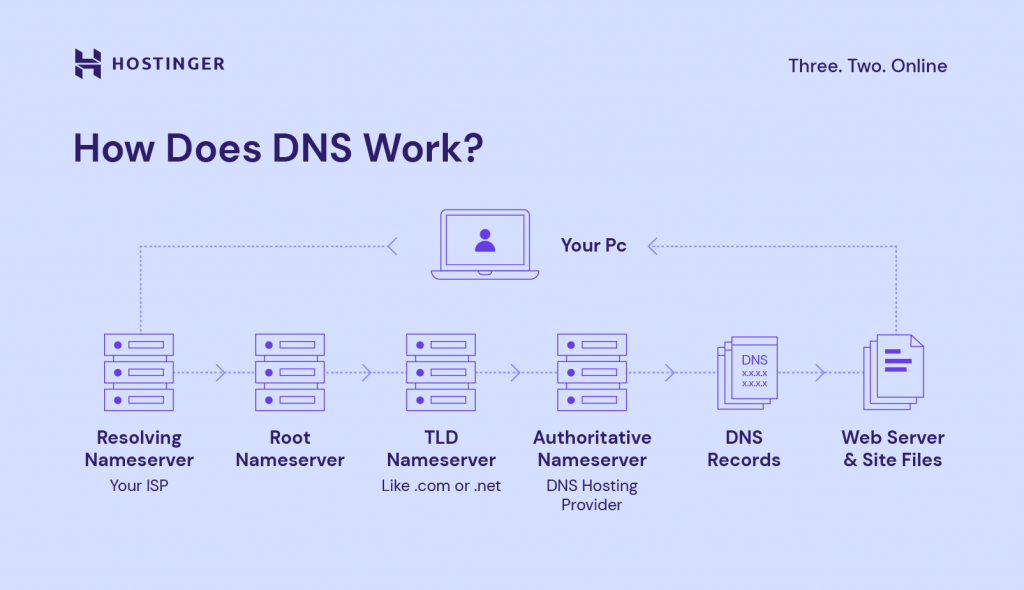 HOSTINGER
Three. Two. Online
How Does DNS Work?
Your Pc
DNS
x.x.x.x
x.x.x.x
Resolving
Nameserver
Your ISP
Root
Nameserver
TLD
Nameserver
Like .com or .net
Authoritative
Nameserver
DNS Hosting
Provider
DNS
Records
Web Server
& Site Files